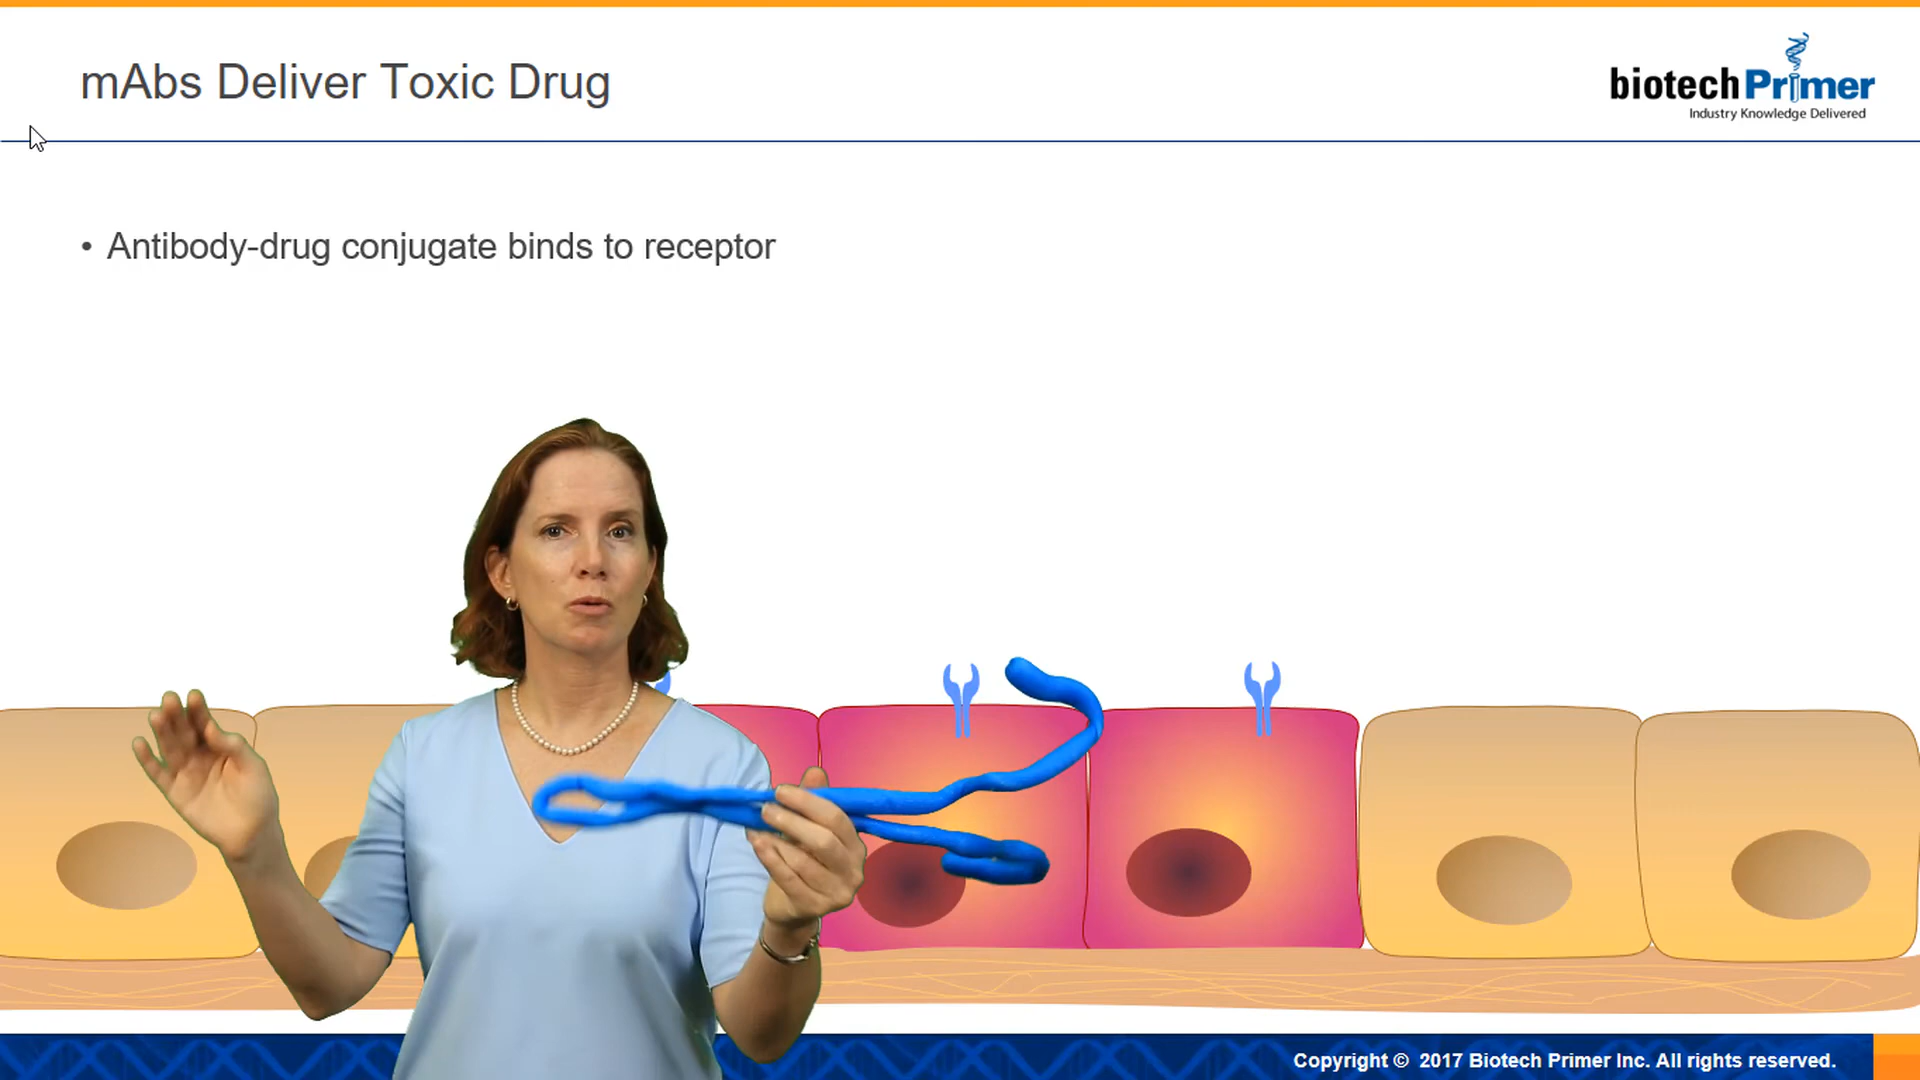 mAbs Deliver Toxic Drug
biotechPrimer
Industry Knowledge Delivered
• Antibody-drug conjugate binds to receptor
Copyright © 2017 Biotech Primer Inc. All rights reserved.